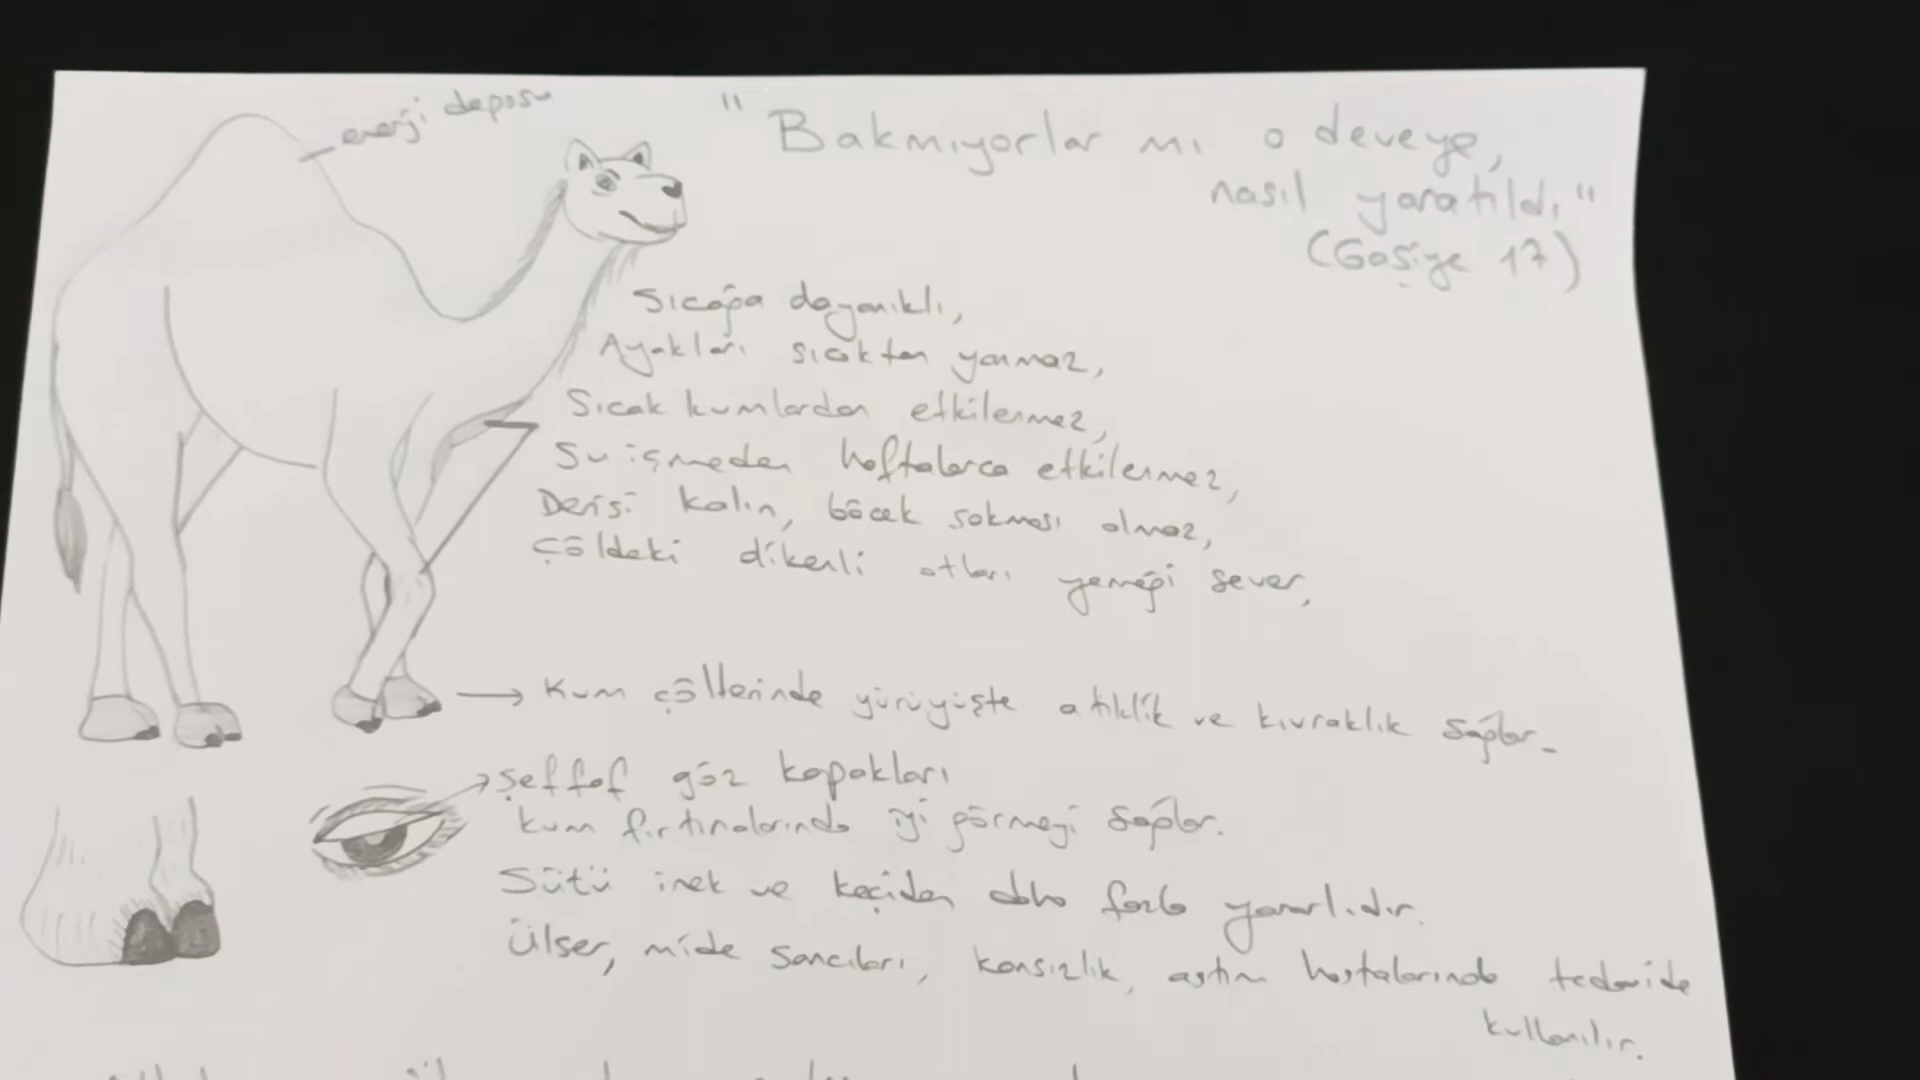 enerji deposu
"Bakmıyorlar mı o deveye,
nasıl yaratıldı"
(Gaşiye 17)
Sıcağa dayanıklı,
Ayakları sıcaktan yanmaz,
Sıcak kumlardan etkilenmez,
Su içmeden haftalarca etkilenmez,
Derisi kalın, böcek sokması olmaz,
Çöldeki dikenli otları yemeği sever,
Kum çöllerinde yürüyüşte atiklik ve kıvraklık sağlar.
Şeffaf göz kapakları
kum fırtınalarında iyi görmeyi sağlar.
Sütü inek ve keçiden daha fazla yararlıdır.
Ülser, mide sancıları, kansızlık, astım hastalarında tedavide
kullanılır.